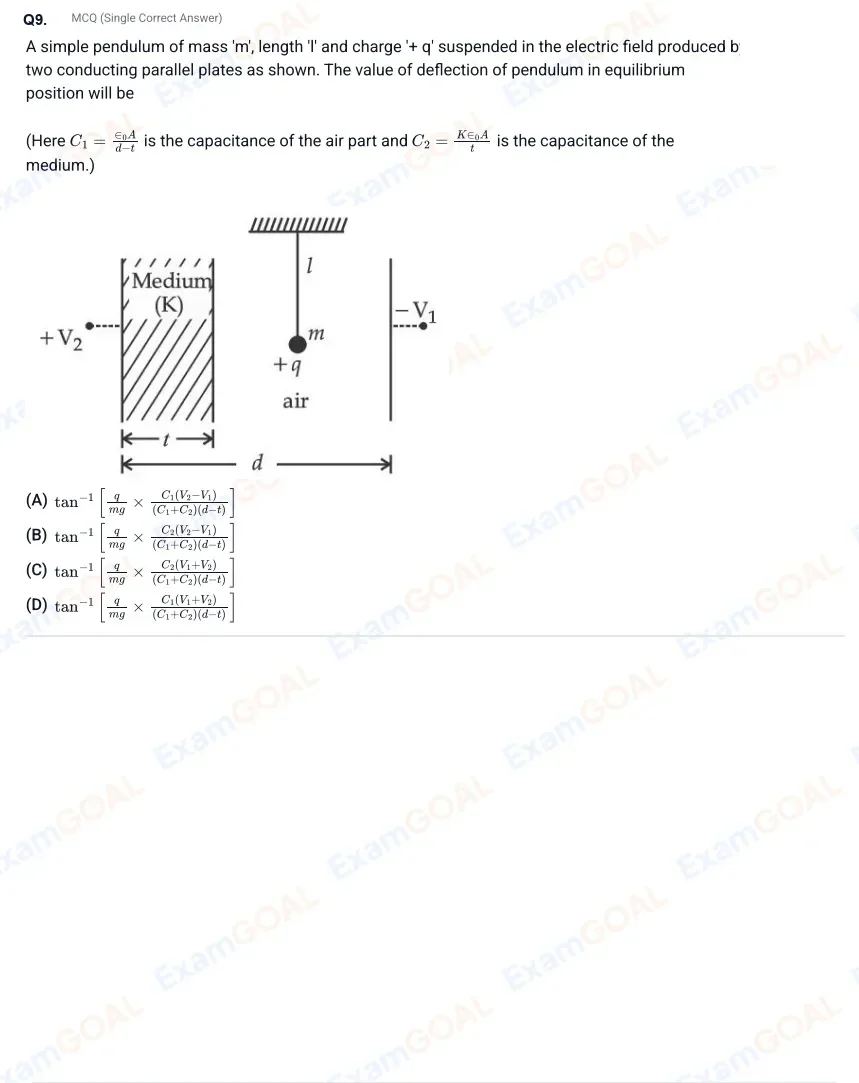 Q9. MCQ (Single Correct Answer)
A simple pendulum of mass 'm', length 'l' and charge '+ q' suspended in the electric field produced b
two conducting parallel plates as shown. The value of deflection of pendulum in equilibrium
position will be
(Here C₁ = ∈₀A/(d−t) is the capacitance of the air part and C₂ = K∈₀A/t is the capacitance of the
medium.)
l
Medium
(K)
−V₁
+V₂
m
+q
air
t
d
(A) tan⁻¹ [q/mg × C₁(V₂−V₁)/((C₁+C₂)(d−t))]
(B) tan⁻¹ [q/mg × C₂(V₂−V₁)/((C₁+C₂)(d−t))]
(C) tan⁻¹ [q/mg × C₂(V₁+V₂)/((C₁+C₂)(d−t))]
(D) tan⁻¹ [q/mg × C₁(V₁+V₂)/((C₁+C₂)(d−t))]
ExamGOAL